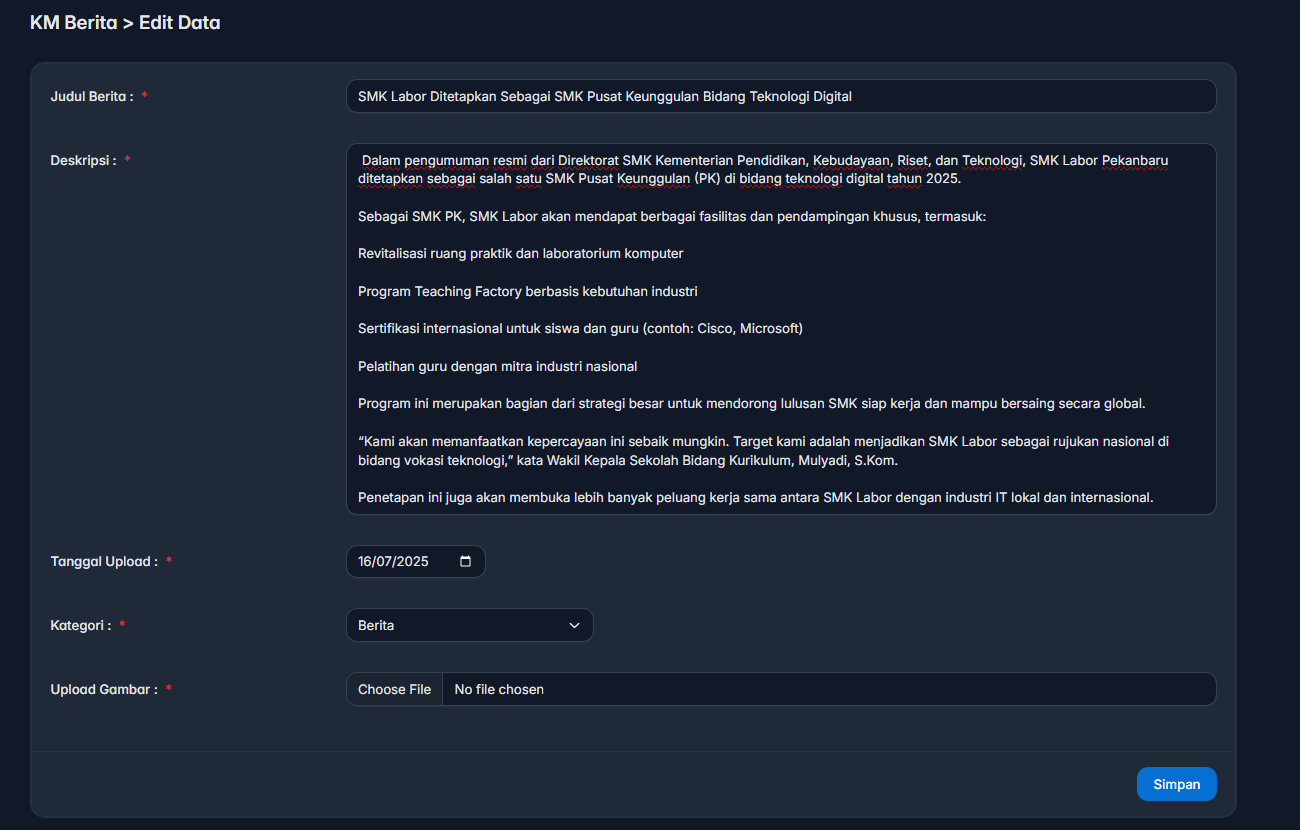 KM Berita > Edit Data
Judul Berita : *
SMK Labor Ditetapkan Sebagai SMK Pusat Keunggulan Bidang Teknologi Digital
Deskripsi : *
Dalam pengumuman resmi dari Direktorat SMK Kementerian Pendidikan, Kebudayaan, Riset, dan Teknologi, SMK Labor Pekanbaru
ditetapkan sebagai salah satu SMK Pusat Keunggulan (PK) di bidang teknologi digital tahun 2025.
Sebagai SMK PK, SMK Labor akan mendapat berbagai fasilitas dan pendampingan khusus, termasuk:
Revitalisasi ruang praktik dan laboratorium komputer
Program Teaching Factory berbasis kebutuhan industri
Sertifikasi internasional untuk siswa dan guru (contoh: Cisco, Microsoft)
Pelatihan guru dengan mitra industri nasional
Program ini merupakan bagian dari strategi besar untuk mendorong lulusan SMK siap kerja dan mampu bersaing secara global.
“Kami akan memanfaatkan kepercayaan ini sebaik mungkin. Target kami adalah menjadikan SMK Labor sebagai rujukan nasional di
bidang vokasi teknologi,” kata Wakil Kepala Sekolah Bidang Kurikulum, Mulyadi, S.Kom.
Penetapan ini juga akan membuka lebih banyak peluang kerja sama antara SMK Labor dengan industri IT lokal dan internasional.
Tanggal Upload : *
16/07/2025
Kategori : *
Berita
Upload Gambar : *
Choose File No file chosen
Simpan